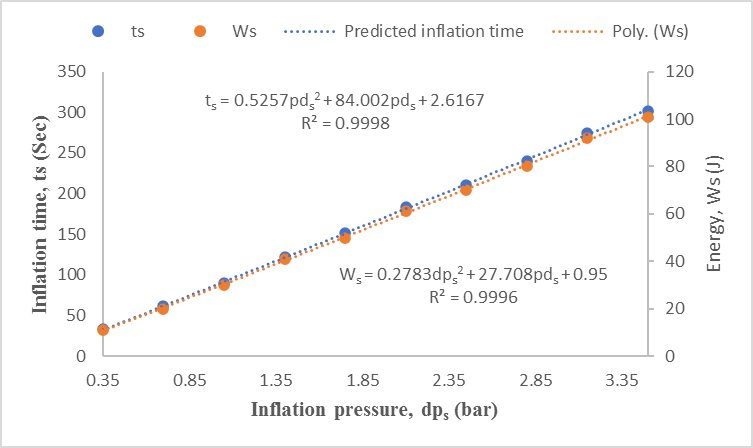 ts Ws Predicted inflation time Poly. (Ws)
350 120
300 100
250 80
200 60
150 40
100 20
50 0
0
0.35 0.85 1.35 1.85 2.35 2.85 3.35
Inflation time, ts (Sec)
Energy, Ws (J)
tₛ = 0.5257pdₛ² + 84.002pdₛ + 2.6167
R² = 0.9998
Wₛ = 0.2783dpₛ² + 27.708pdₛ + 0.95
R² = 0.9996
Inflation pressure, dpₛ (bar)